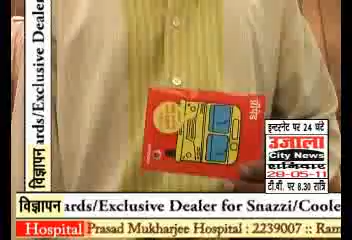 ards/Exclusive Dealer
विज्ञापन
इन्टरनेट पर 24 घंटे
उजाला
City News
शनिवार
28-05-11
टी.वी. पर 8.30 रात्रि
विज्ञापन ards/Exclusive Dealer for Snazzi/Coole
Hospital Prasad Mukharjee Hospital : 2239007 :: Ram